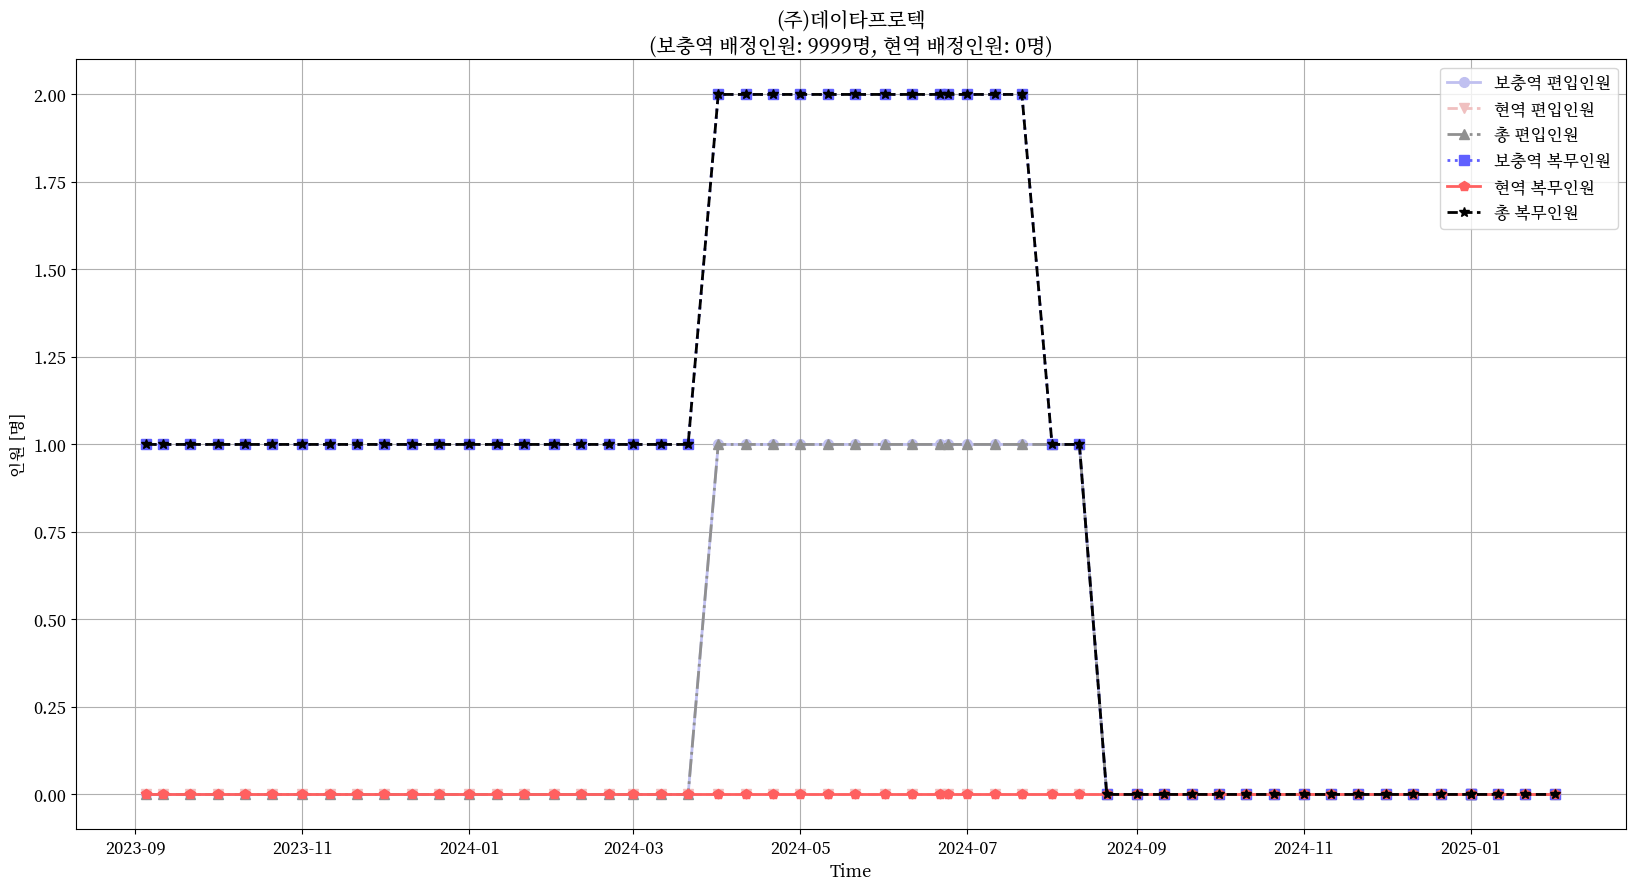 (주)데이타프로텍
(보충역 배정인원: 9999명, 현역 배정인원: 0명)
보충역 편입인원
현역 편입인원
총 편입인원
보충역 복무인원
현역 복무인원
총 복무인원
인원 [명]
2.00
1.75
1.50
1.25
1.00
0.75
0.50
0.25
0.00
2023-09
2023-11
2024-01
2024-03
2024-05
2024-07
2024-09
2024-11
2025-01
Time